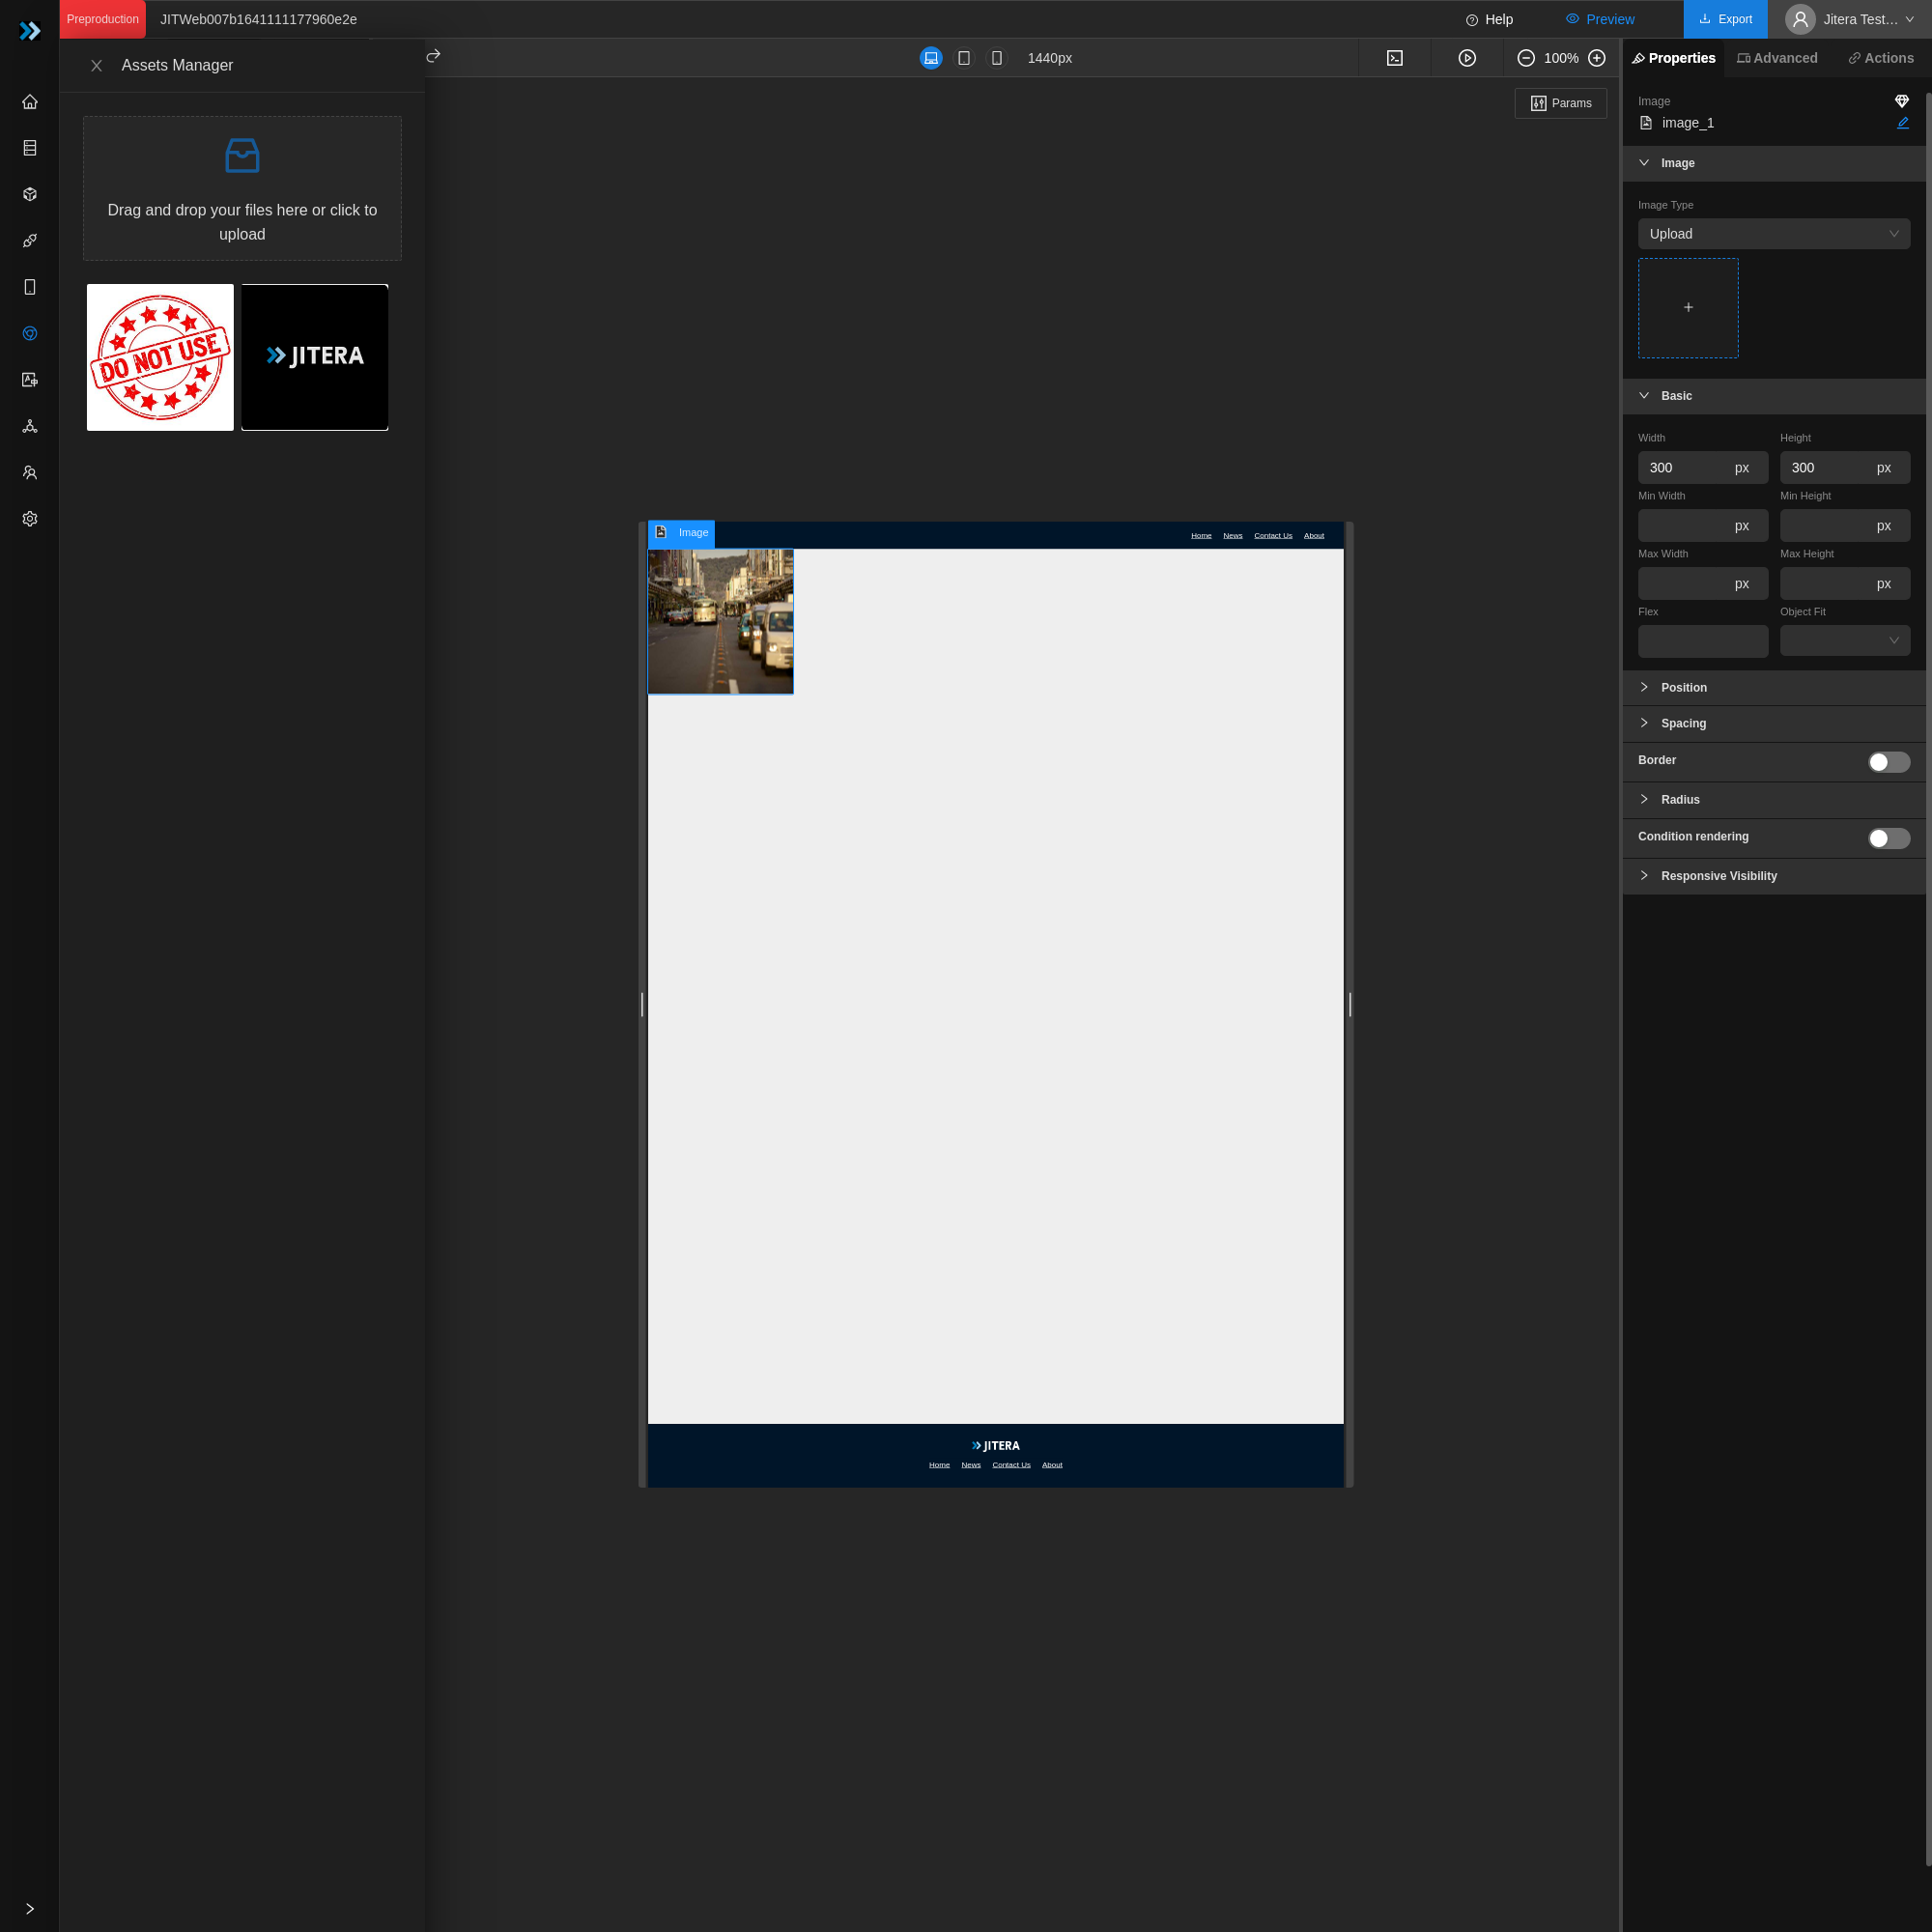 Preproduction
JITWeb007b1641111177960e2e
Help
Preview
Export
Jitera Test...
Assets Manager
1440px
100%
Properties
Advanced
Actions
Params
Drag and drop your files here or click to
upload
DO NOT USE
JITERA
Image
image_1
Image
Image Type
Upload
Basic
Width
Height
300 px
300 px
Min Width
Min Height
px
px
Max Width
Max Height
px
px
Flex
Object Fit
Position
Spacing
Border
Radius
Condition rendering
Responsive Visibility
Image
Home News Contact Us About
JITERA
Home News Contact Us About